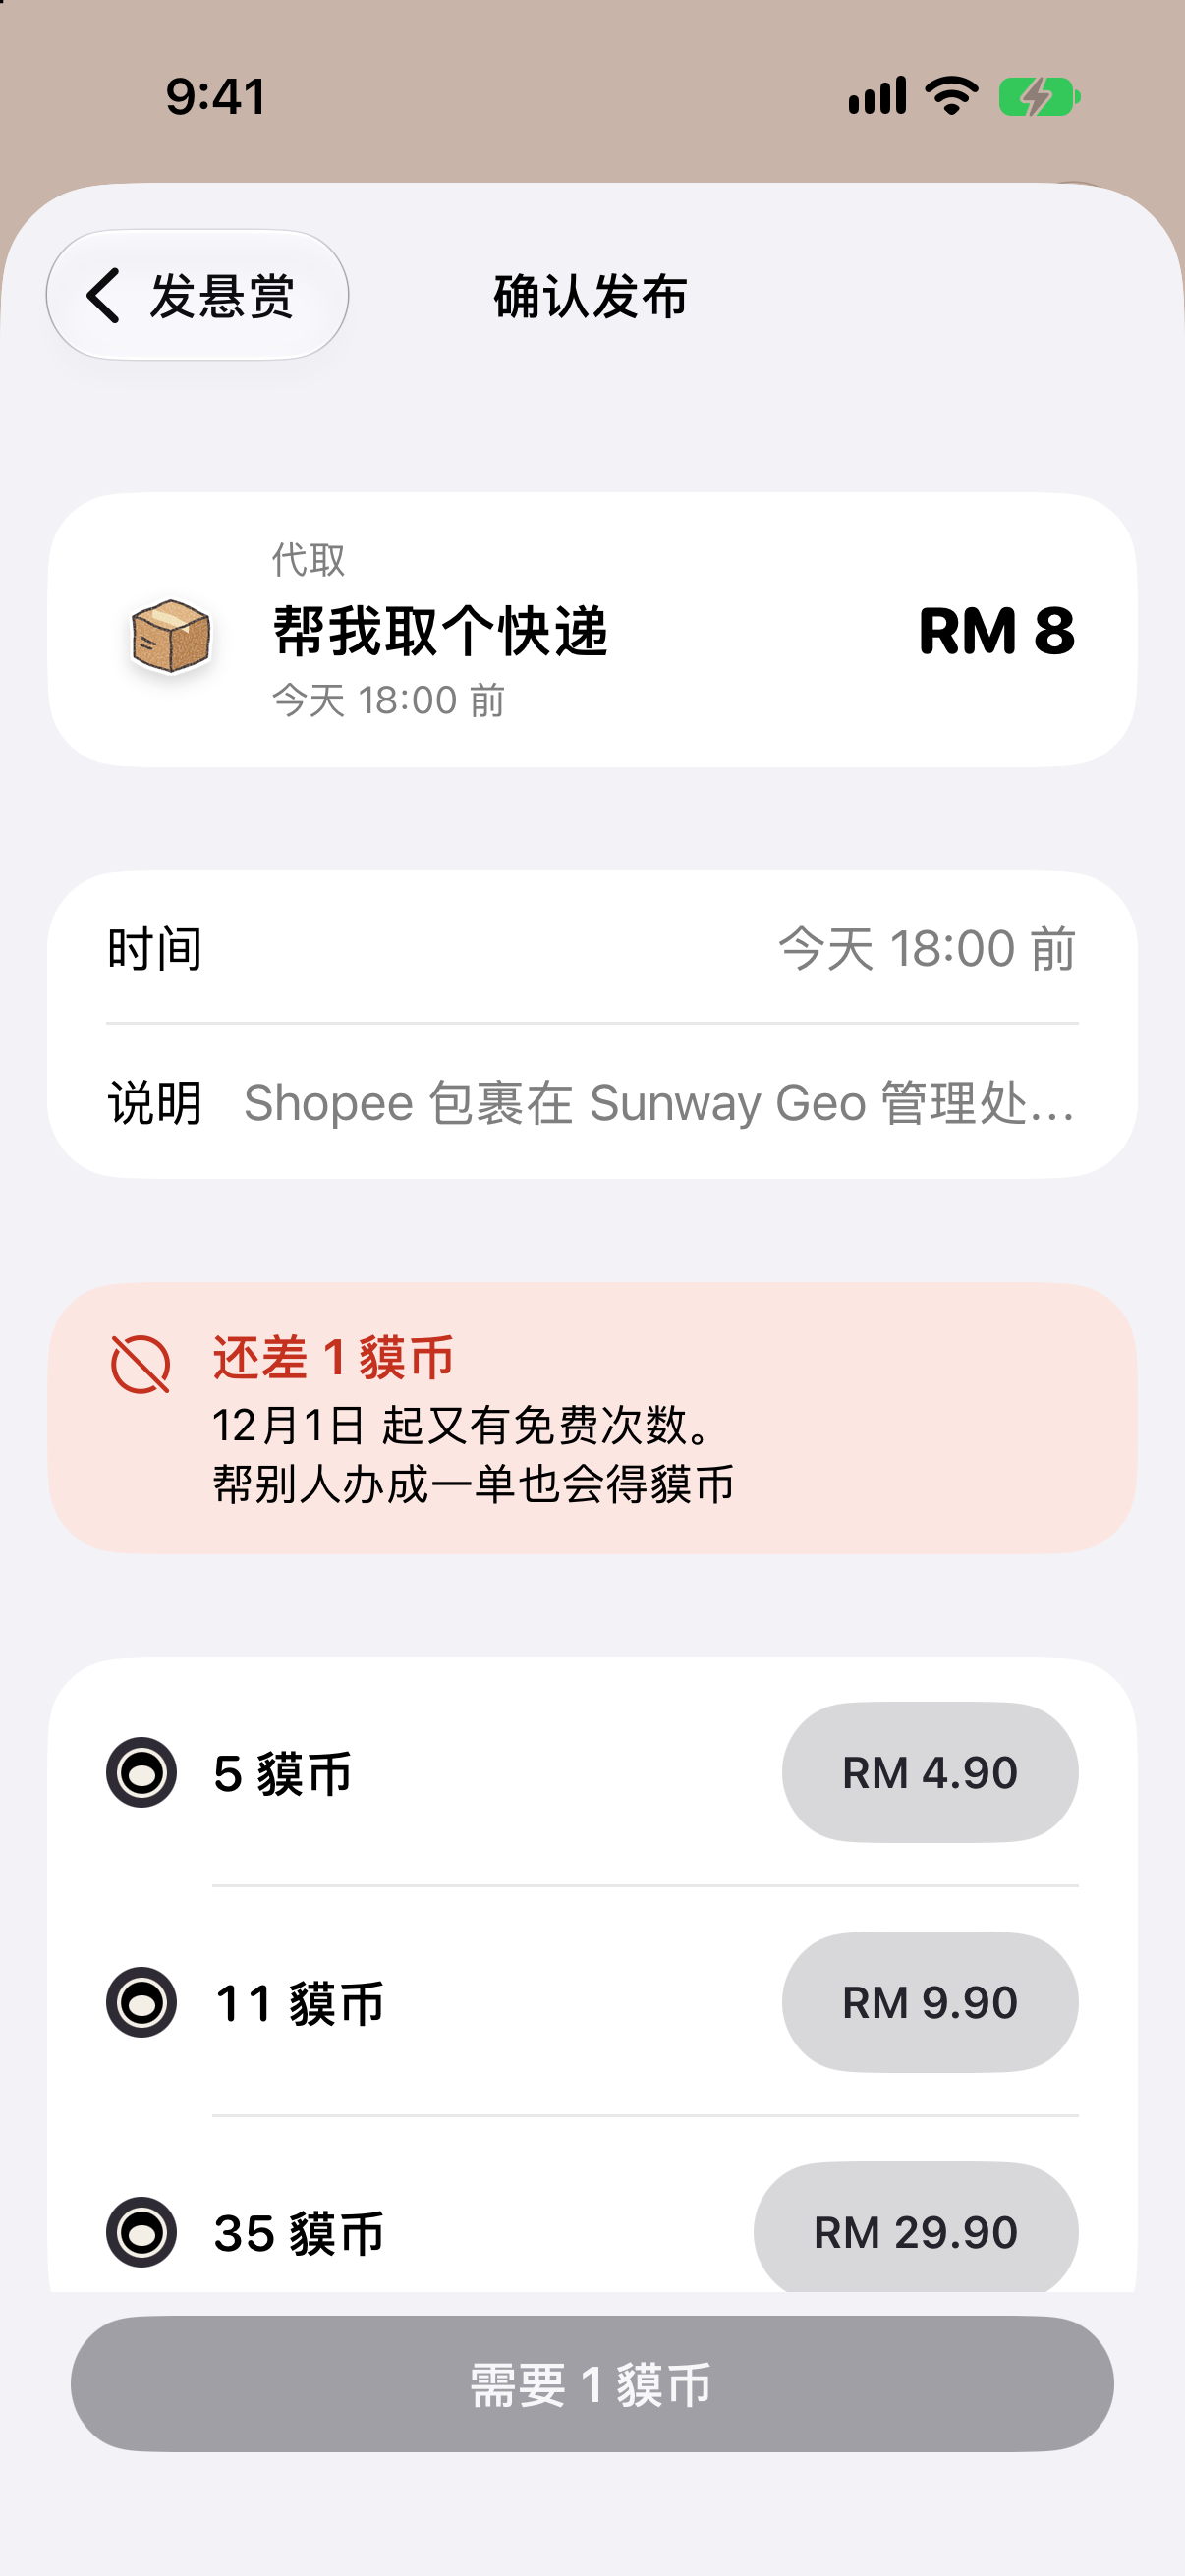 9:41
发悬赏
确认发布
代取
帮我取个快递
RM 8
今天 18:00 前
时间
今天 18:00 前
说明
Shopee 包裹在 Sunway Geo 管理处…
还差 1 貘币
12月1日 起又有免费次数。
帮别人办成一单也会得貘币
5 貘币
RM 4.90
11 貘币
RM 9.90
35 貘币
RM 29.90
需要 1 貘币